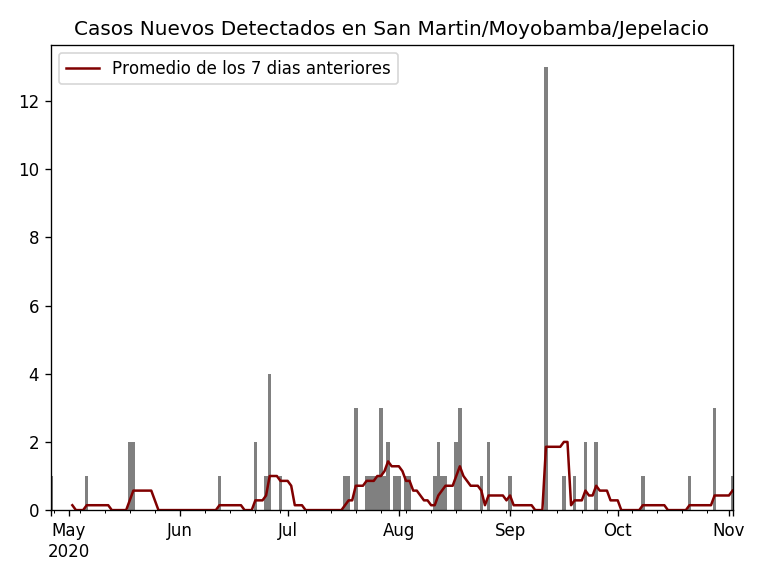 Casos Nuevos Detectados en San Martin/Moyobamba/Jepelacio
Promedio de los 7 dias anteriores
12
10
8
6
4
2
0
May Jun Jul Aug Sep Oct Nov
2020